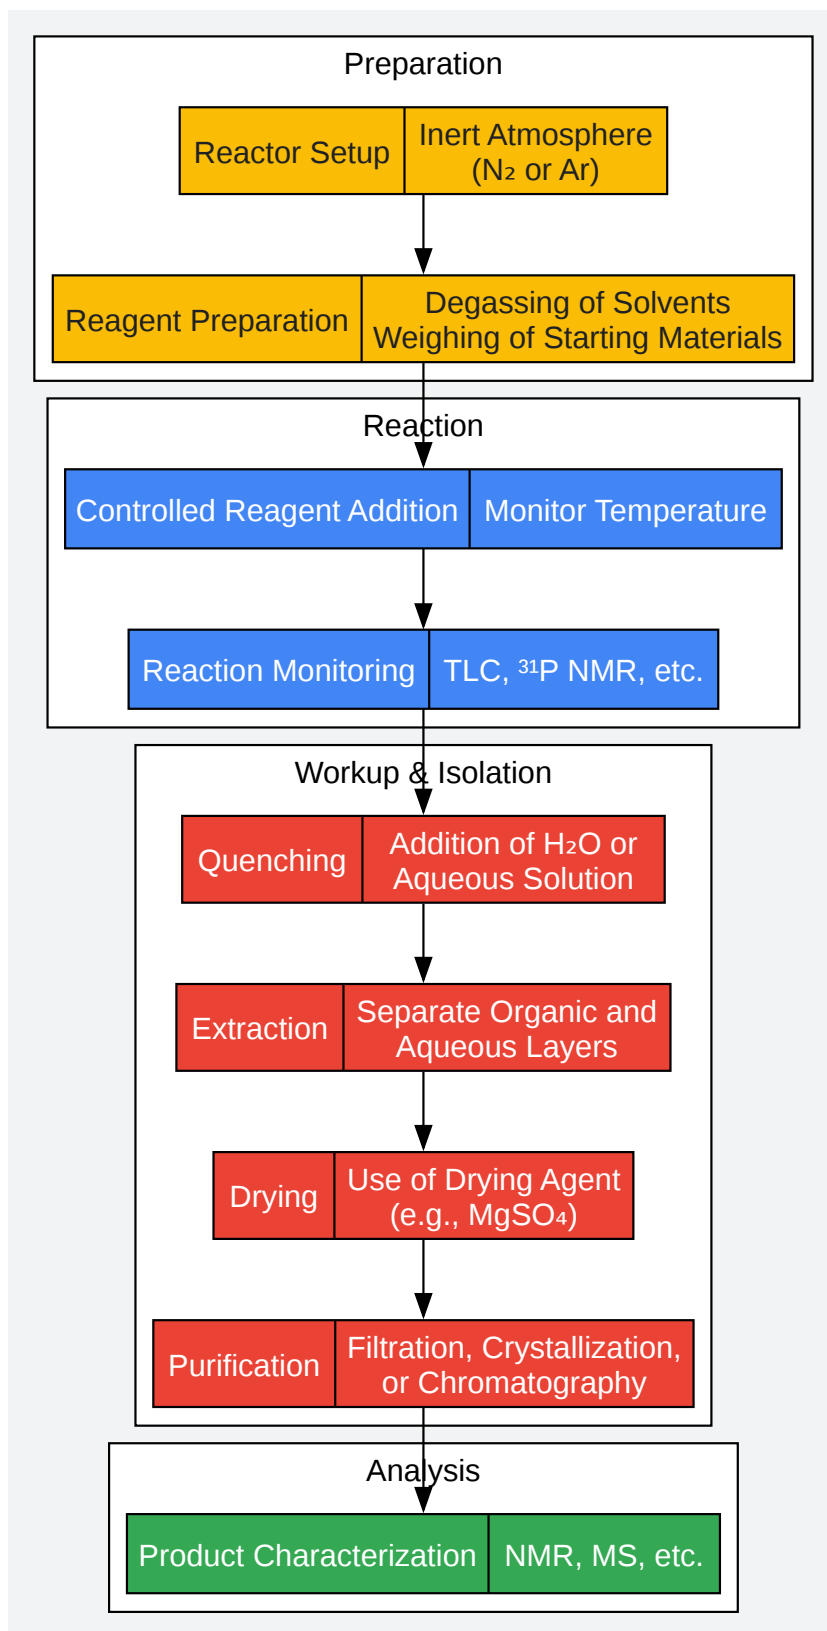 Preparation
Reactor Setup
Inert Atmosphere
(N₂ or Ar)
Reagent Preparation
Degassing of Solvents
Weighing of Starting Materials
Reaction
Controlled Reagent Addition
Monitor Temperature
Reaction Monitoring
TLC, ³¹P NMR, etc.
Workup & Isolation
Quenching
Addition of H₂O or
Aqueous Solution
Extraction
Separate Organic and
Aqueous Layers
Drying
Use of Drying Agent
(e.g., MgSO₄)
Purification
Filtration, Crystallization,
or Chromatography
Analysis
Product Characterization
NMR, MS, etc.